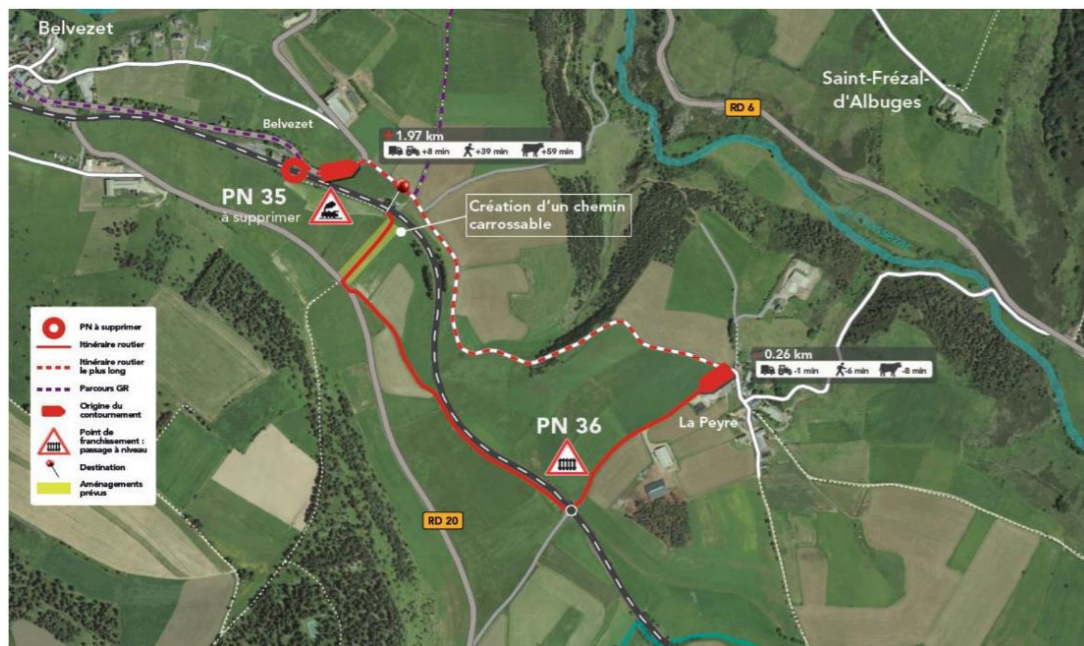 Belvezet
Saint-Frézal-
d'Albuges
RD 6
Belvezet
+ 1.97 km
+8 min +39 min +59 min
PN 35
à supprimer
Création d'un chemin
carrossable
PN à supprimer
Itinéraire routier
Itinéraire routier
le plus long
Parcours GR
Origine du
contournement
Point de
franchissement :
passage à niveau
Destination
Aménagements
prévus
0.26 km
-1 min -6 min -8 min
La Peyre
PN 36
RD 20